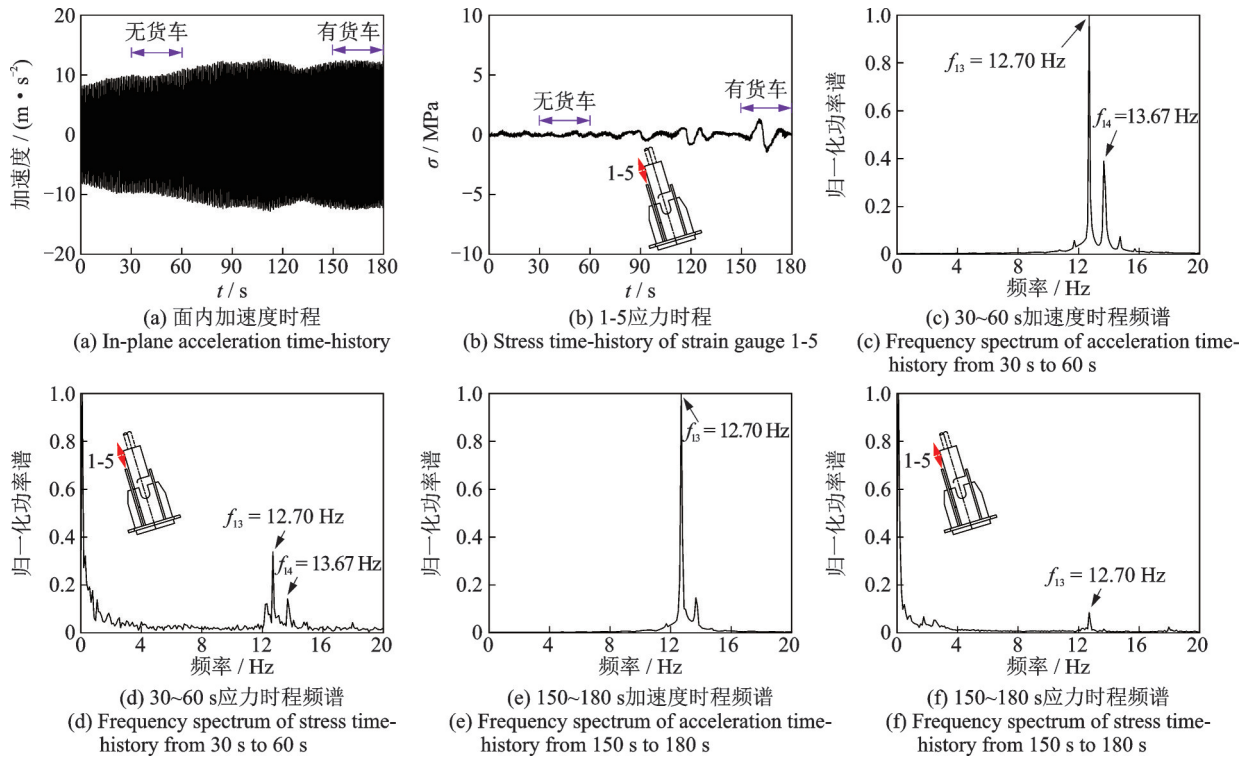 20
10
0
−10
−20
加速度 / (m·s⁻²)
无货车
有货车
0 30 60 90 120 150 180
t / s
(a) 面内加速度时程
(a) In-plane acceleration time-history
10
5
0
−5
−10
σ / MPa
无货车
有货车
1-5
0 30 60 90 120 150 180
t / s
(b) 1-5应力时程
(b) Stress time-history of strain gauge 1-5
1.0
0.8
0.6
0.4
0.2
0
归一化功率谱
f13 = 12.70 Hz
f14 =13.67 Hz
0 4 8 12 16 20
频率 / Hz
(c) 30~60 s加速度时程频谱
(c) Frequency spectrum of acceleration time-
history from 30 s to 60 s
1.0
0.8
0.6
0.4
0.2
0
归一化功率谱
1-5
f13 = 12.70 Hz
f14 = 13.67 Hz
0 4 8 12 16 20
频率 / Hz
(d) 30~60 s应力时程频谱
(d) Frequency spectrum of stress time-
history from 30 s to 60 s
1.0
0.8
0.6
0.4
0.2
0
归一化功率谱
f13 = 12.70 Hz
0 4 8 12 16 20
频率 / Hz
(e) 150~180 s加速度时程频谱
(e) Frequency spectrum of acceleration time-
history from 150 s to 180 s
1.0
0.8
0.6
0.4
0.2
0
归一化功率谱
1-5
f13 = 12.70 Hz
0 4 8 12 16 20
频率 / Hz
(f) 150~180 s应力时程频谱
(f) Frequency spectrum of stress time-
history from 150 s to 180 s